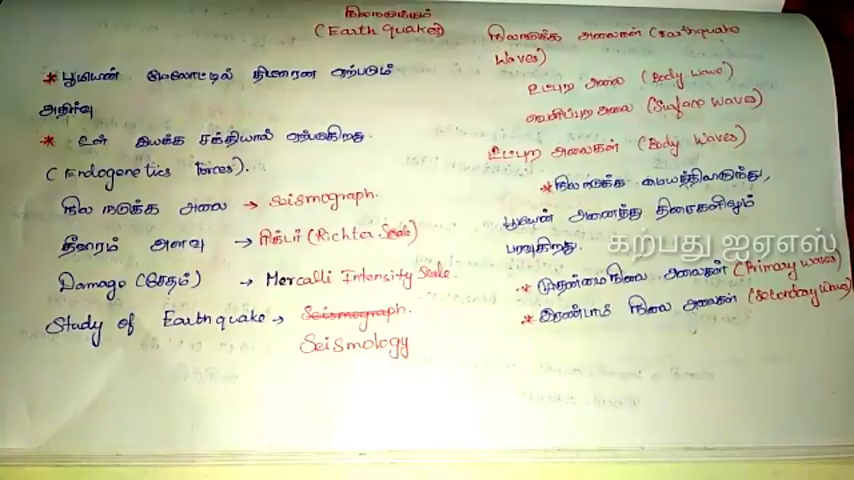 நிலநடுக்கம்
(Earth Quakes)
* பூமியின் மேலோட்டில் திடீரென ஏற்படும்
அதிர்வு
* உள் இயக்க சக்தியால் ஏற்படுகிறது.
(Endogenetics Forces).
நில நடுக்க அலை → Seismograph.
தீவிரம் அளவு → ரிக்டர் (Richta Scale)
Damage (சேதம்) → Mercalli Intensity Scale.
Study of Earthquake → Seismograph.
Seismology
நிலநடுக்க அலைகள் (Earthquake
Waves)
உட்புற அலை (Body wave)
வெளிப்புற அலை (Surface Waves)
உட்புற அலைகள் (Body Waves)
* நிலநடுக்க மையத்திலிருந்து,
பூமியின் அனைத்து திசைகளிலும்
பரவுகிறது.
* முதன்மைநிலை அலைகள் (Primary waves)
* இரண்டாம் நிலை அலைகள் (Seconday Wave)
கற்பது ஐஏஎஸ்